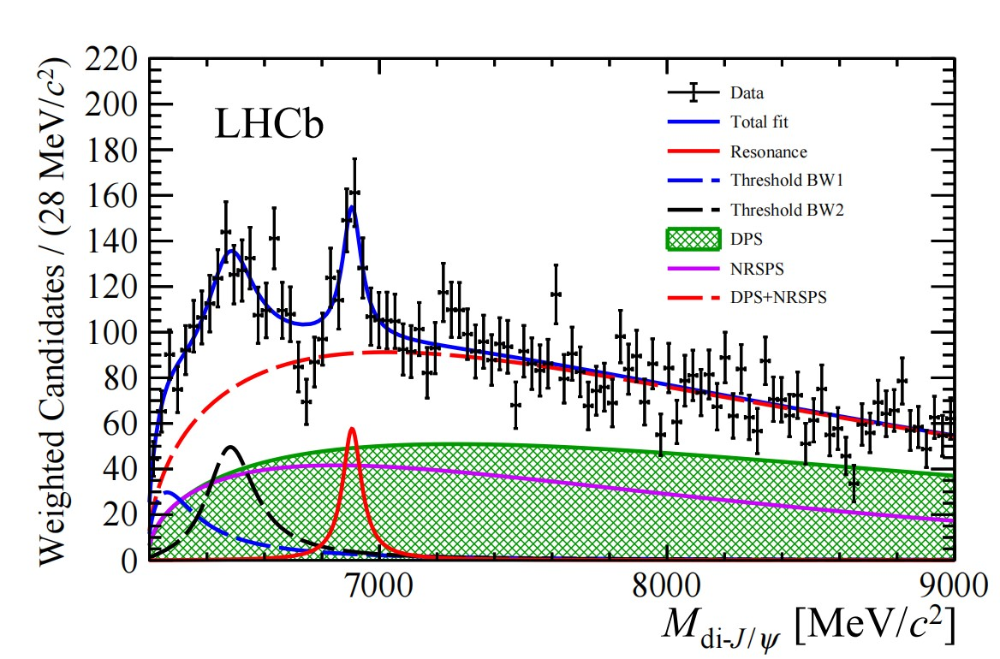 220
200
180
160
140
120
100
80
60
40
20
0
Weighted Candidates / (28 MeV/c²)
LHCb
Data
Total fit
Resonance
Threshold BW1
Threshold BW2
DPS
NRSPS
DPS+NRSPS
7000 8000 9000
M di-J/ψ [MeV/c²]